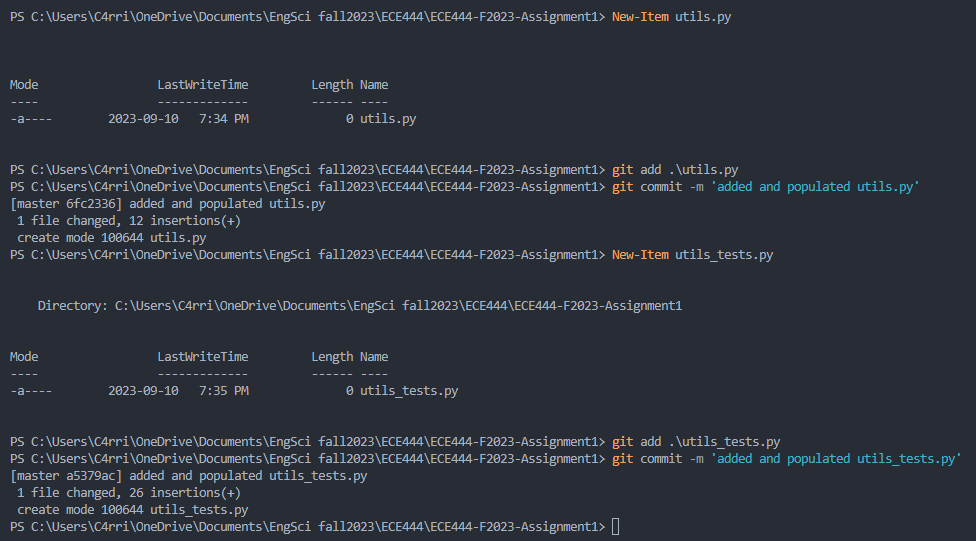 PS C:\Users\C4rri\OneDrive\Documents\EngSci fall2023\ECE444\ECE444-F2023-Assignment1> New-Item utils.py
Mode                 LastWriteTime         Length Name
----                 -------------         ------ ----
-a----        2023-09-10   7:34 PM              0 utils.py
PS C:\Users\C4rri\OneDrive\Documents\EngSci fall2023\ECE444\ECE444-F2023-Assignment1> git add .\utils.py
PS C:\Users\C4rri\OneDrive\Documents\EngSci fall2023\ECE444\ECE444-F2023-Assignment1> git commit -m 'added and populated utils.py'
[master 6fc2336] added and populated utils.py
 1 file changed, 12 insertions(+)
 create mode 100644 utils.py
PS C:\Users\C4rri\OneDrive\Documents\EngSci fall2023\ECE444\ECE444-F2023-Assignment1> New-Item utils_tests.py
    Directory: C:\Users\C4rri\OneDrive\Documents\EngSci fall2023\ECE444\ECE444-F2023-Assignment1
Mode                 LastWriteTime         Length Name
----                 -------------         ------ ----
-a----        2023-09-10   7:35 PM              0 utils_tests.py
PS C:\Users\C4rri\OneDrive\Documents\EngSci fall2023\ECE444\ECE444-F2023-Assignment1> git add .\utils_tests.py
PS C:\Users\C4rri\OneDrive\Documents\EngSci fall2023\ECE444\ECE444-F2023-Assignment1> git commit -m 'added and populated utils_tests.py'
[master a5379ac] added and populated utils_tests.py
 1 file changed, 26 insertions(+)
 create mode 100644 utils_tests.py
PS C:\Users\C4rri\OneDrive\Documents\EngSci fall2023\ECE444\ECE444-F2023-Assignment1>